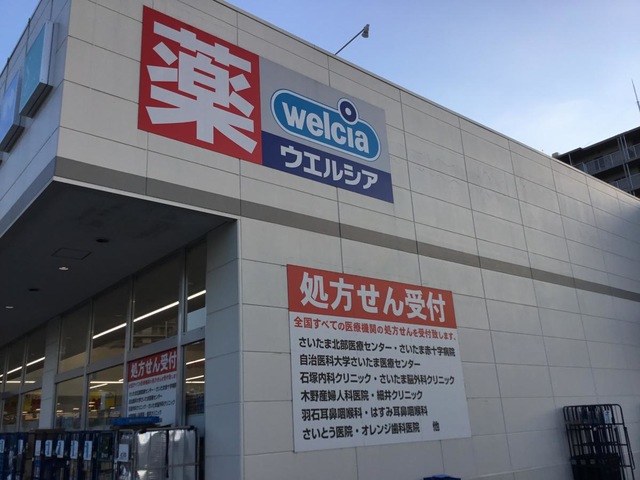 薬
welcia
ウエルシア
処方せん受付
全国すべての医療機関の処方せんを受付致します。
さいたま北部医療センター・さいたま赤十字病院
自治医科大学さいたま医療センター
石塚内科クリニック・さいたま脳外科クリニック
木野産婦人科医院・細井クリニック
羽石耳鼻咽喉科・はすみ耳鼻咽喉科
さいとう医院・オレンジ歯科医院 他
処方せん受付